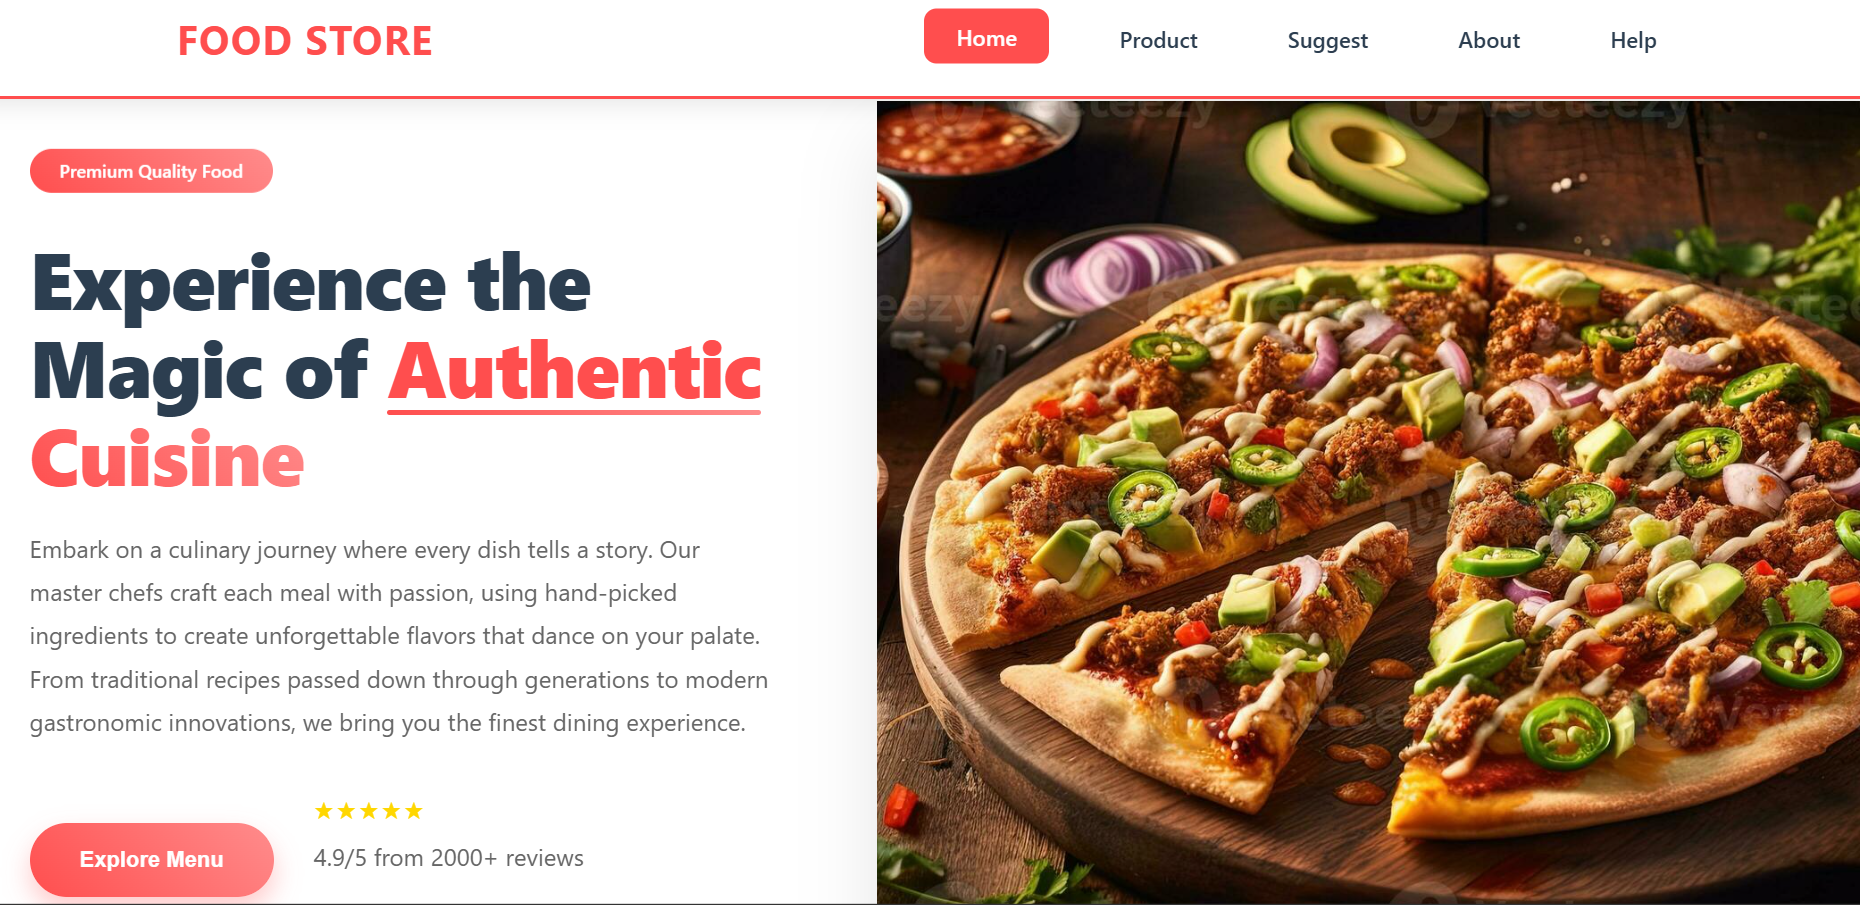 FOOD STORE
Home
Product
Suggest
About
Help
Premium Quality Food
Experience the
Magic of Authentic
Cuisine
Embark on a culinary journey where every dish tells a story. Our
master chefs craft each meal with passion, using hand-picked
ingredients to create unforgettable flavors that dance on your palate.
From traditional recipes passed down through generations to modern
gastronomic innovations, we bring you the finest dining experience.
★★★★★
Explore Menu
4.9/5 from 2000+ reviews